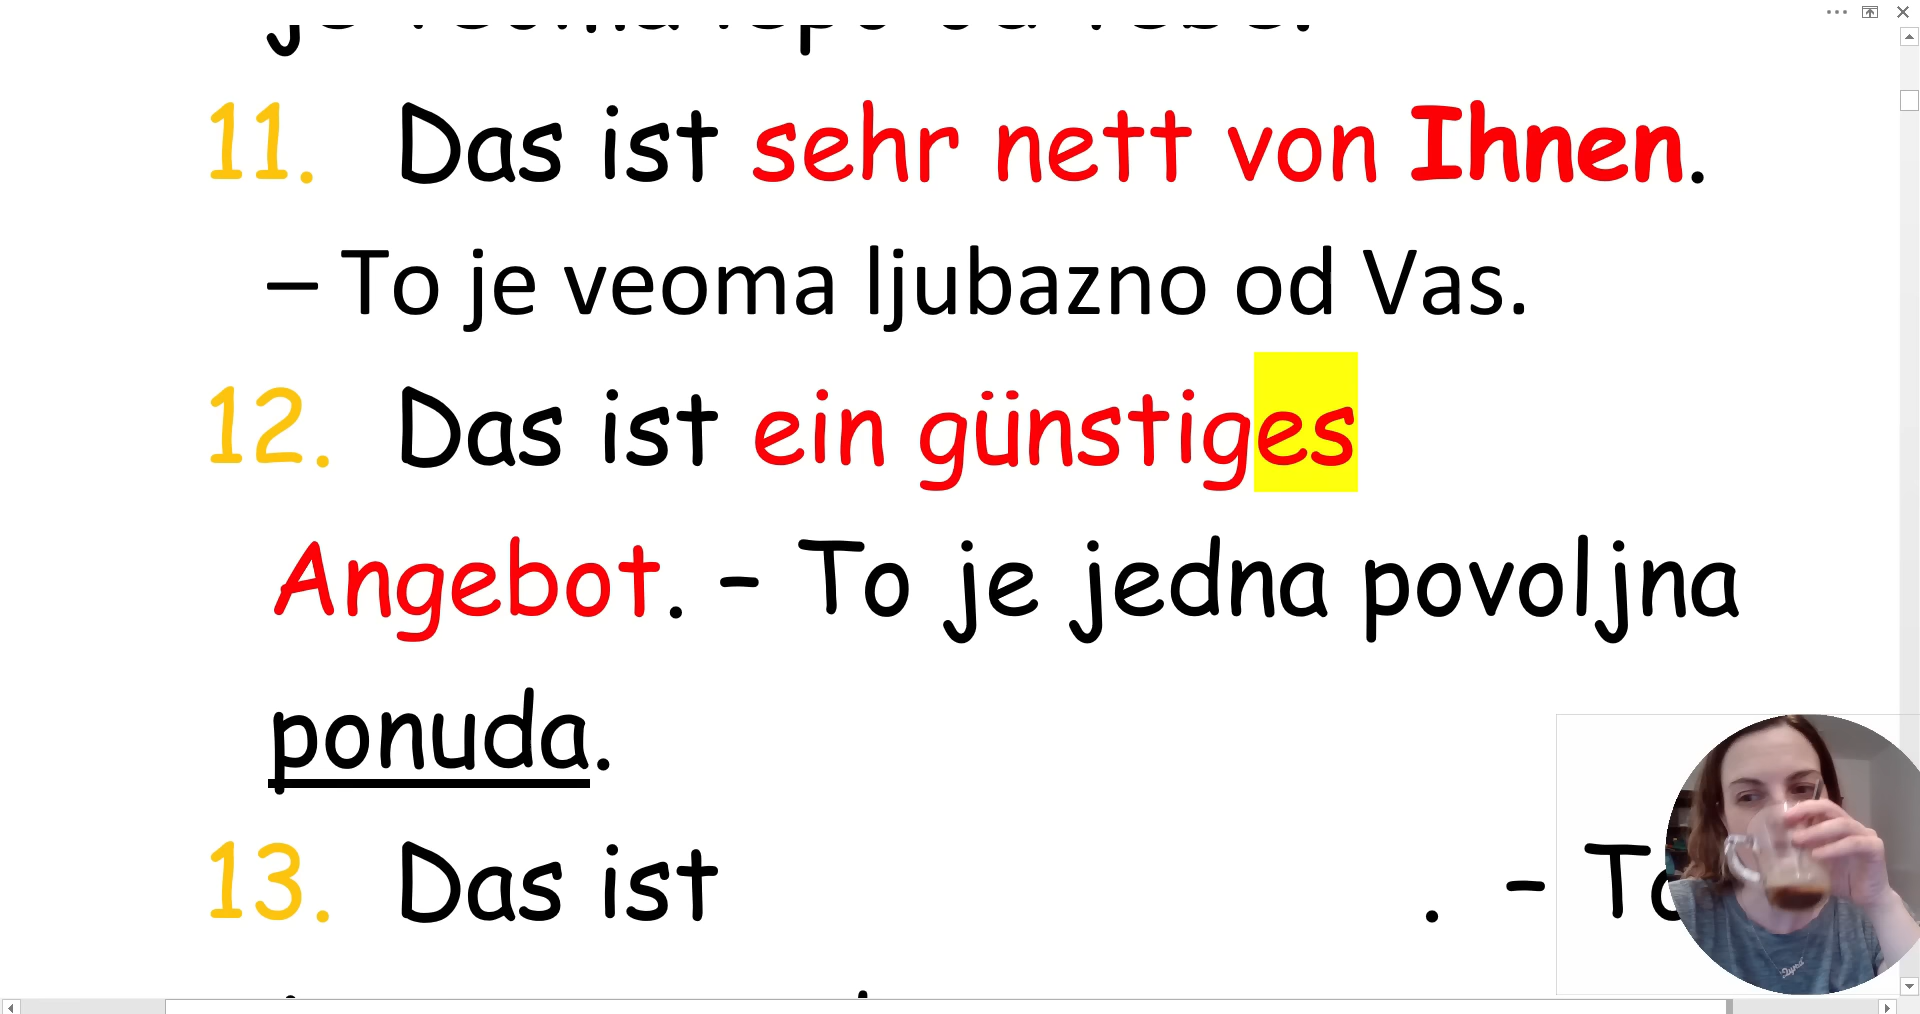 11. Das ist sehr nett von Ihnen.
– To je veoma ljubazno od Vas.
12. Das ist ein günstiges
Angebot. – To je jedna povoljna
ponuda.
13. Das ist . – To